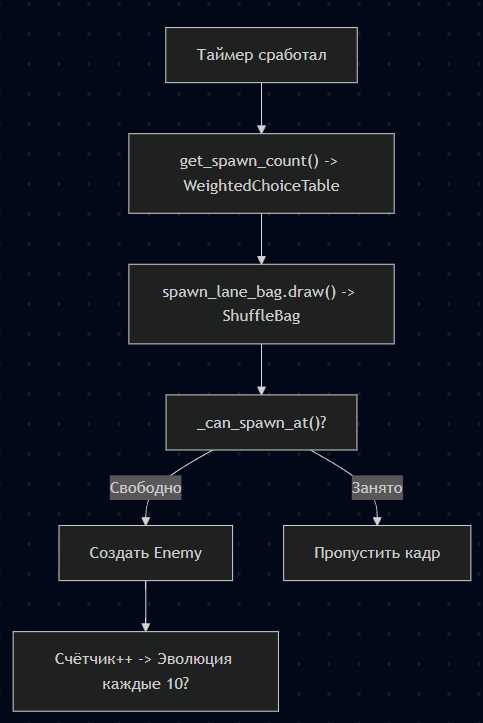 Таймер сработал
get_spawn_count() ->
WeightedChoiceTable
spawn_lane_bag.draw() ->
ShuffleBag
_can_spawn_at()?
Свободно
Занято
Создать Enemy
Пропустить кадр
Счётчик++ -> Эволюция
каждые 10?